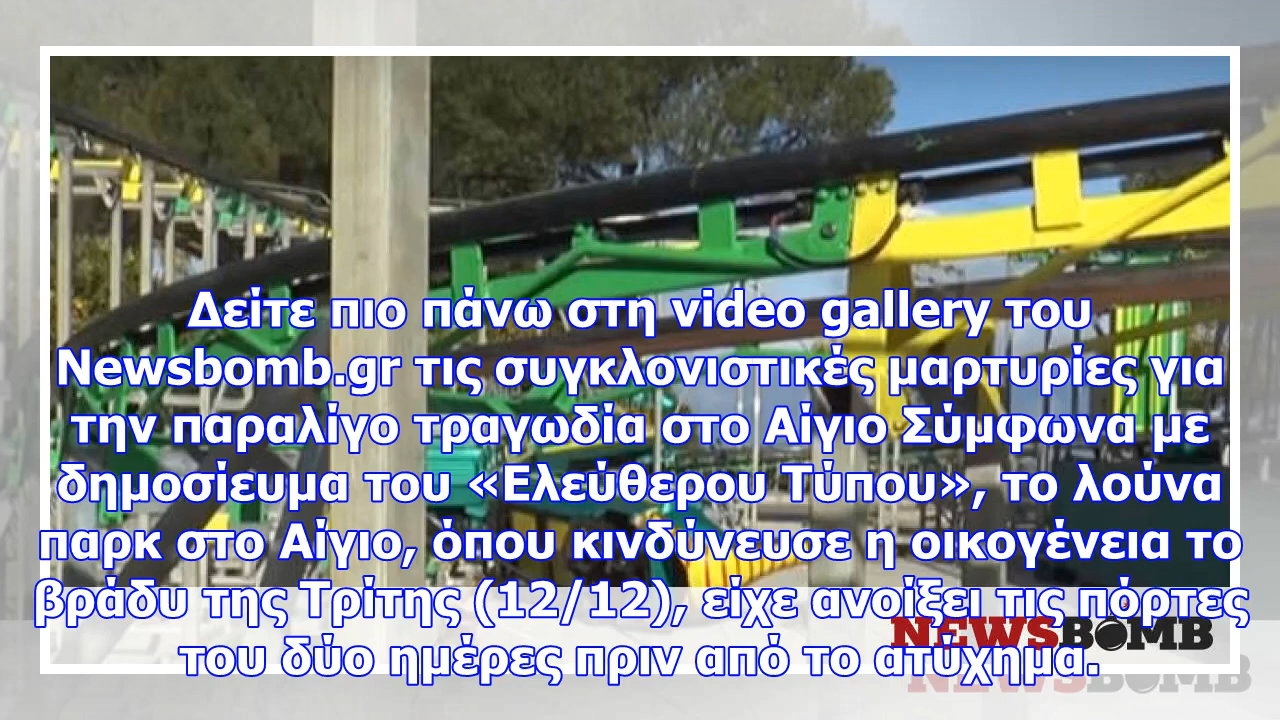 Δείτε πιο πάνω στη video gallery του
Newsbomb.gr τις συγκλονιστικές μαρτυρίες για
την παραλίγο τραγωδία στο Αίγιο Σύμφωνα με
δημοσίευμα του «Ελεύθερου Τύπου», το λούνα
παρκ στο Αίγιο, όπου κινδύνευσε η οικογένεια το
βράδυ της Τρίτης (12/12), είχε ανοίξει τις πόρτες
NEWSBOMB
του δύο ημέρες πριν από το ατύχημα.
NEWSBOMB